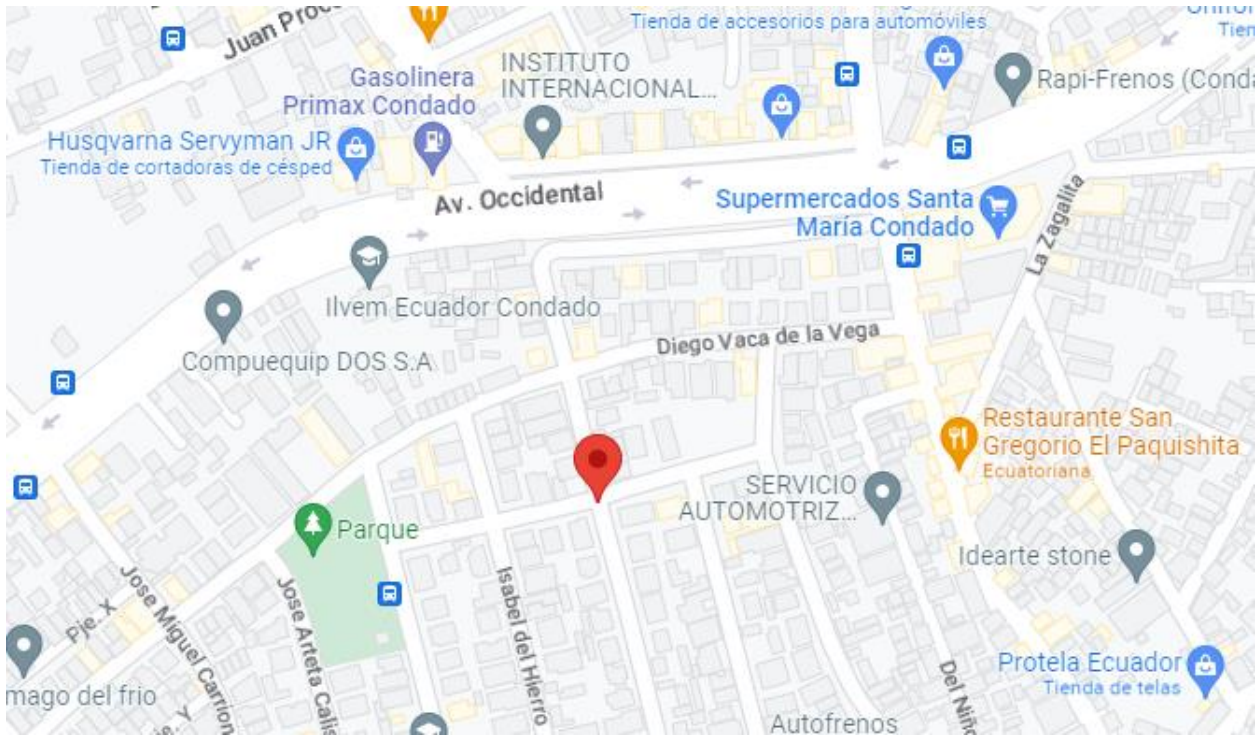 Tienda de accesorios para automóviles
Juan Proc
INSTITUTO
INTERNACIONAL...
Gasolinera
Primax Condado
Rapi-Frenos (Conda
Husqvarna Servyman JR
Tienda de cortadoras de césped
Av. Occidental
Supermercados Santa
María Condado
La Zagalita
Ilvem Ecuador Condado
Diego Vaca de la Vega
Compuequip DOS S.A
Restaurante San
Gregorio El Paquishita
Ecuatoriana
SERVICIO
AUTOMOTRIZ...
Parque
Idearte stone
Pje. X
Jose Miguel Carrion
Jose Arteta Calis
Isabel del Hierro
Del Niño
Protela Ecuador
Tienda de telas
mago del frio
Autofrenos